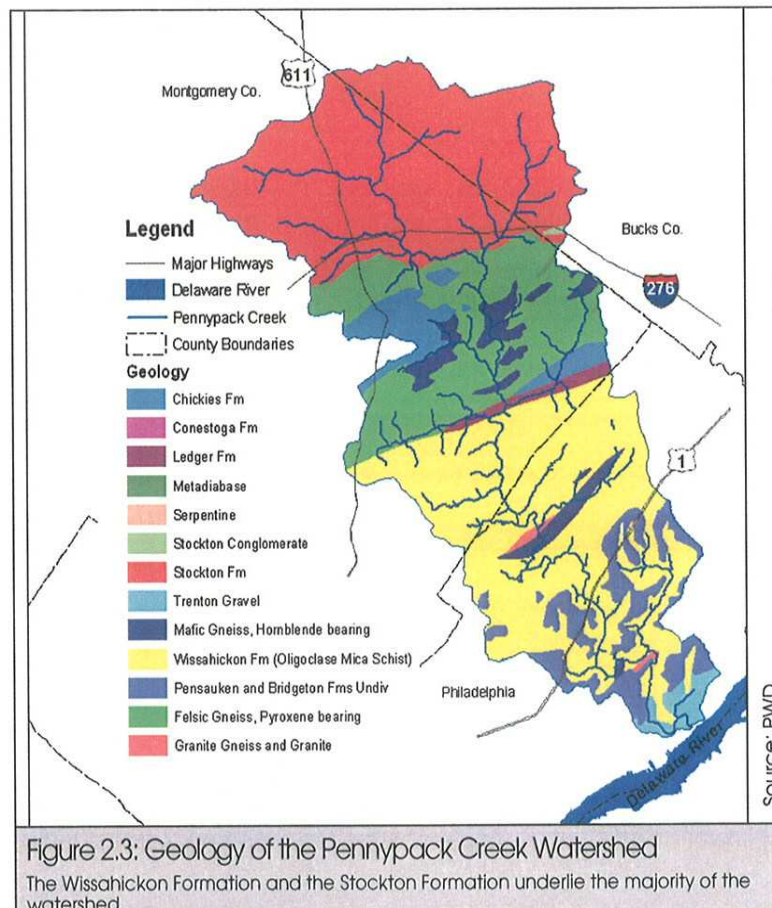 611
Montgomery Co.
Legend
Major Highways
Delaware River
Pennypack Creek
County Boundaries
Geology
Chickies Fm
Conestoga Fm
Ledger Fm
Metadiabase
Serpentine
Stockton Conglomerate
Stockton Fm
Trenton Gravel
Mafic Gneiss, Hornblende bearing
Wissahickon Fm (Oligoclase Mica Schist)
Pensauken and Bridgeton Fms Undiv
Felsic Gneiss, Pyroxene bearing
Granite Gneiss and Granite
Bucks Co.
276
1
Philadelphia
Delaware River
Source: PWD
Figure 2.3: Geology of the Pennypack Creek Watershed
The Wissahickon Formation and the Stockton Formation underlie the majority of the
watershed